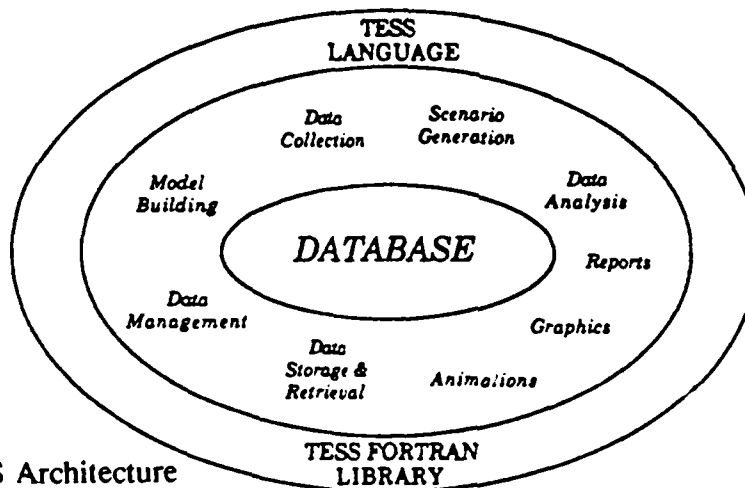 TESS
LANGUAGE
Data
Collection
Scenario
Generation
Model
Building
Data
Analysis
DATABASE
Reports
Data
Management
Graphics
Data
Storage &
Retrieval
Animations
TESS FORTRAN
LIBRARY
S Architecture